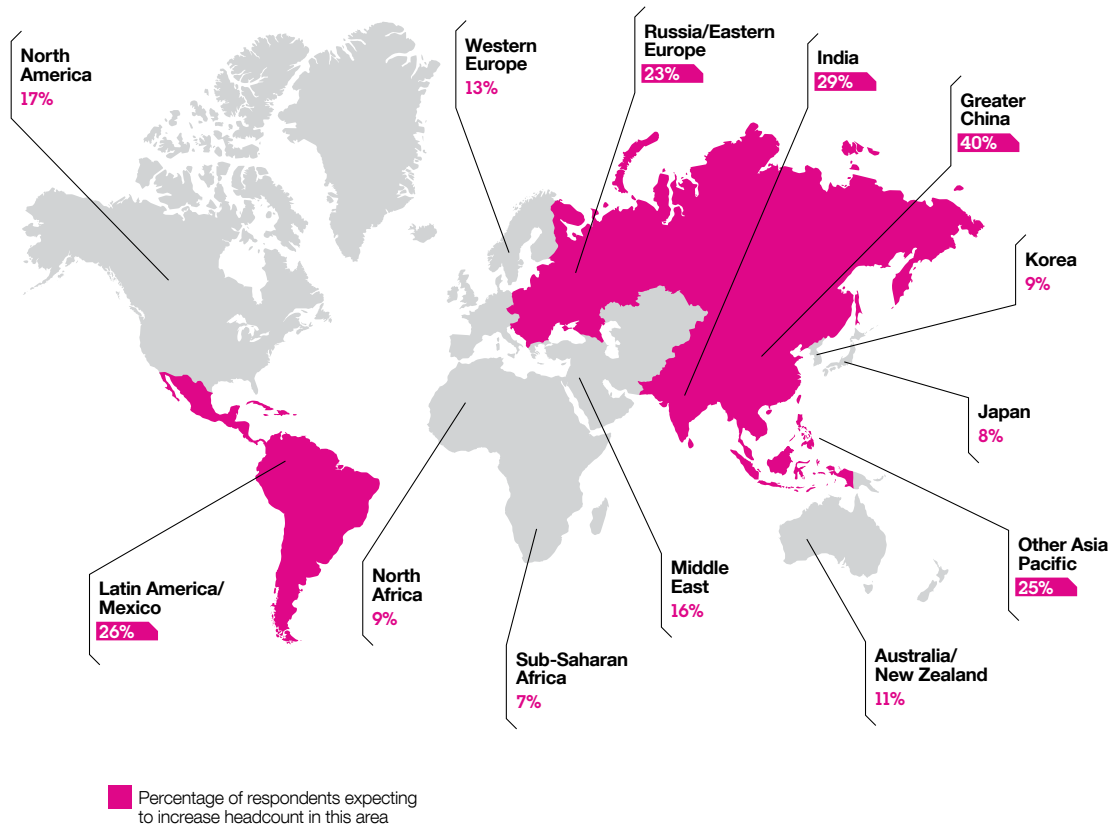 North
America
17%
Western
Europe
13%
Russia/Eastern
Europe
23%
India
29%
Greater
China
40%
Korea
9%
Japan
8%
Other Asia
Pacific
25%
Latin America/
Mexico
26%
North
Africa
9%
Sub-Saharan
Africa
7%
Middle
East
16%
Australia/
New Zealand
11%
Percentage of respondents expecting
to increase headcount in this area